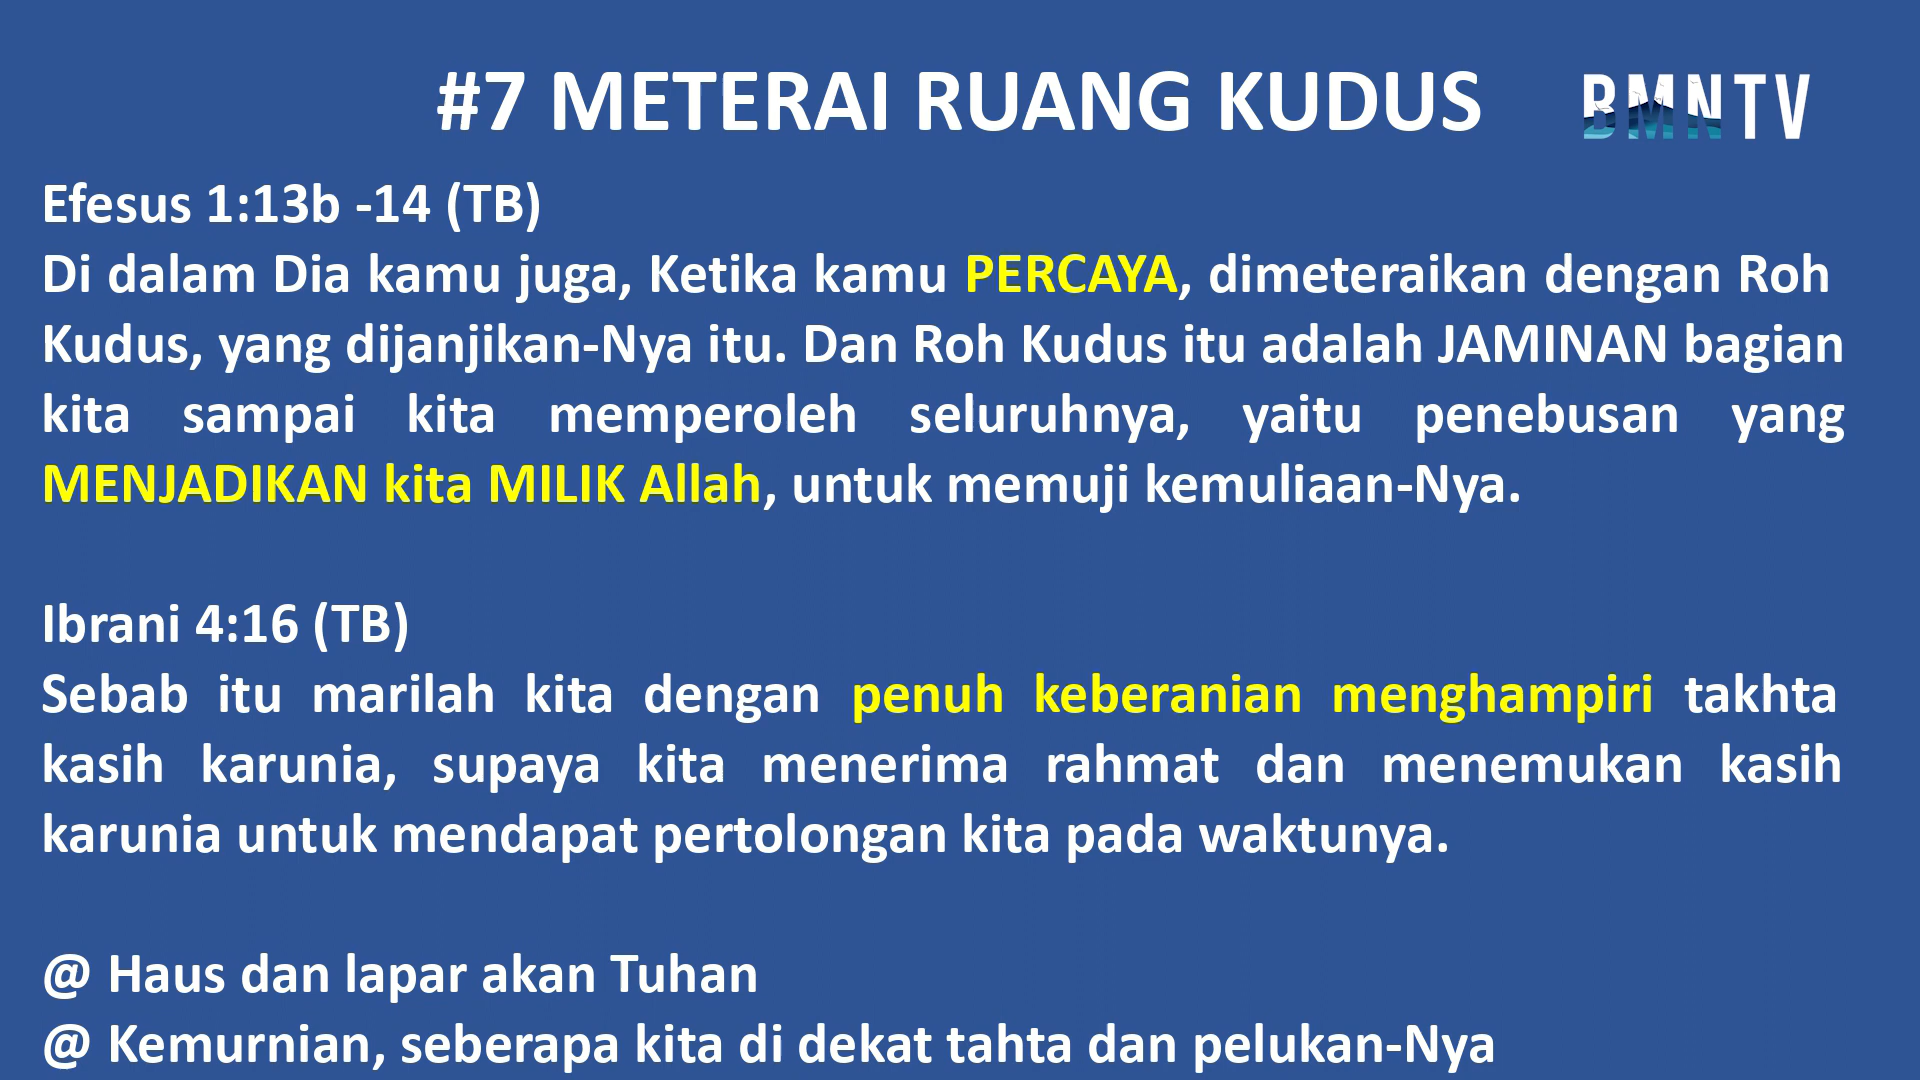 #7 METERAI RUANG KUDUS
BMNTV
Efesus 1:13b -14 (TB)
Di dalam Dia kamu juga, Ketika kamu PERCAYA, dimeteraikan dengan Roh
Kudus, yang dijanjikan-Nya itu. Dan Roh Kudus itu adalah JAMINAN bagian
kita sampai kita memperoleh seluruhnya, yaitu penebusan yang
MENJADIKAN kita MILIK Allah, untuk memuji kemuliaan-Nya.
Ibrani 4:16 (TB)
Sebab itu marilah kita dengan penuh keberanian menghampiri takhta
kasih karunia, supaya kita menerima rahmat dan menemukan kasih
karunia untuk mendapat pertolongan kita pada waktunya.
@ Haus dan lapar akan Tuhan
@ Kemurnian, seberapa kita di dekat tahta dan pelukan-Nya